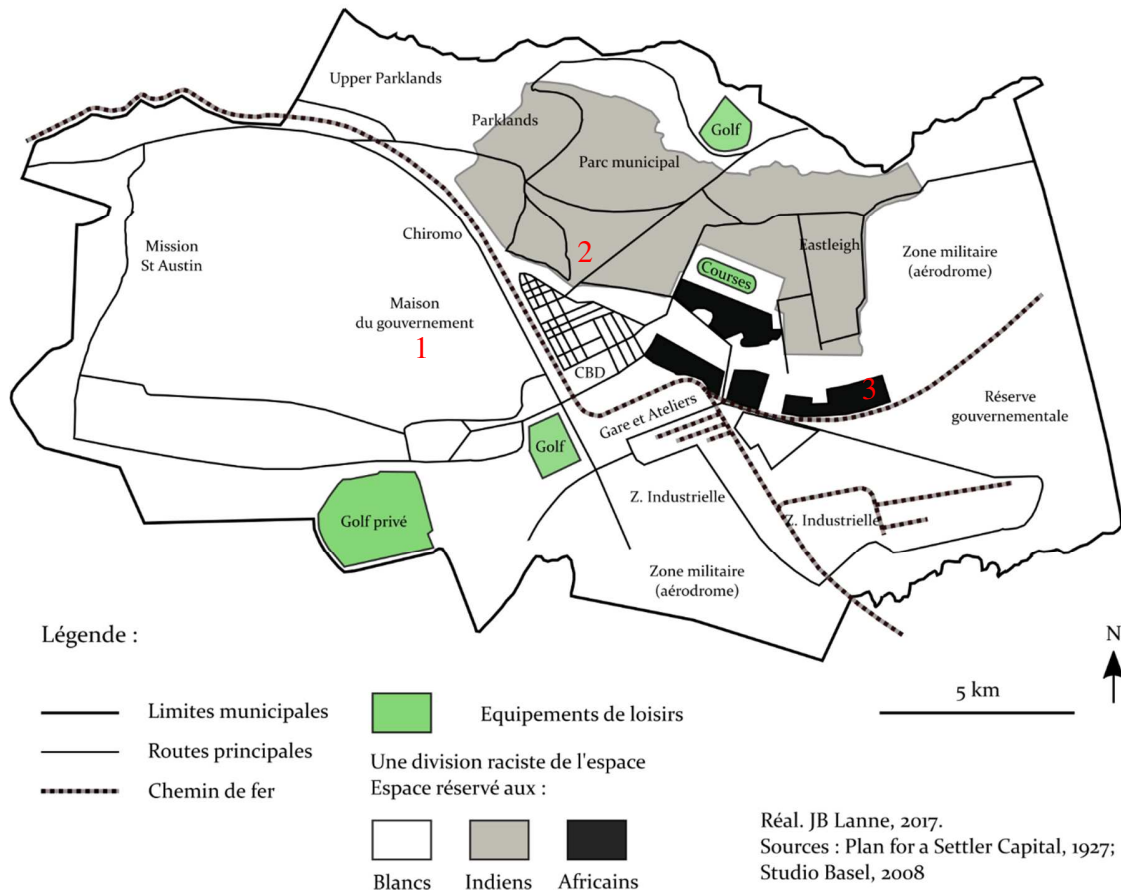 Upper Parklands
Parklands
Golf
Parc municipal
Chiromo
2
Eastleigh
Mission
St Austin
Zone militaire
(aérodrome)
Courses
Maison
du gouvernement
1
CBD
3
Gare et Ateliers
Réserve
gouvernementale
Golf
Z. Industrielle
Golf privé
Z. Industrielle
Zone militaire
(aérodrome)
Légende :
N
5 km
Limites municipales
Equipements de loisirs
Routes principales
Une division raciste de l'espace
Espace réservé aux :
Chemin de fer
Blancs
Indiens
Africains
Réal. JB Lanne, 2017.
Sources : Plan for a Settler Capital, 1927;
Studio Basel, 2008